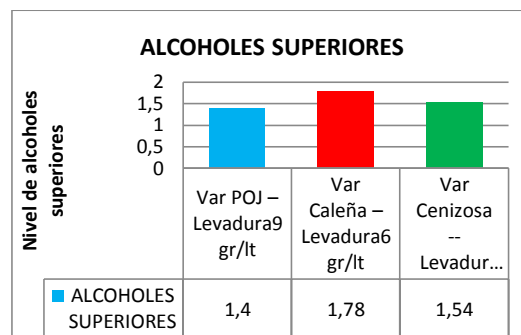 ALCOHOLES SUPERIORES
Nivel de alcoholes
superiores
2
1,5
1
0,5
0
Var POJ –
Levadura9
gr/lt
Var
Caleña –
Levadura6
gr/lt
Var
Cenizosa
--
Levadur...
ALCOHOLES
SUPERIORES
1,4
1,78
1,54